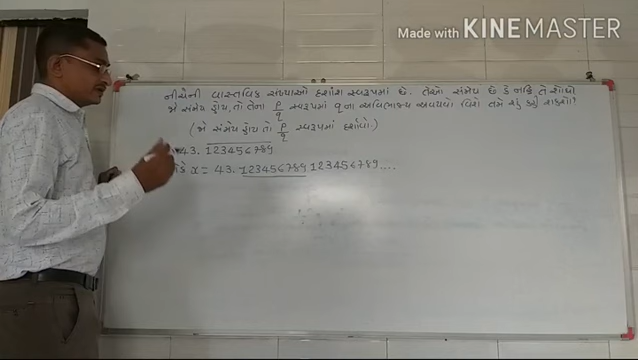 Made with KINEMASTER
નીચેની વાસ્તવિક સંખ્યાઓ દશાંશ સ્વરૂપમાં છે. તેઓ સંમેય છે કે નહિ તે શોધો
જો સંમેય હોય, તો તેના p/q સ્વરૂપમાં q ના અવિભાજ્ય અવયવો વિશે તમે શું કહી શકશો?
(જો સંમેય હોય તો p/q સ્વરૂપમાં દર્શાવો.)
43. 123456789
x = 43. 123456789 123456789....